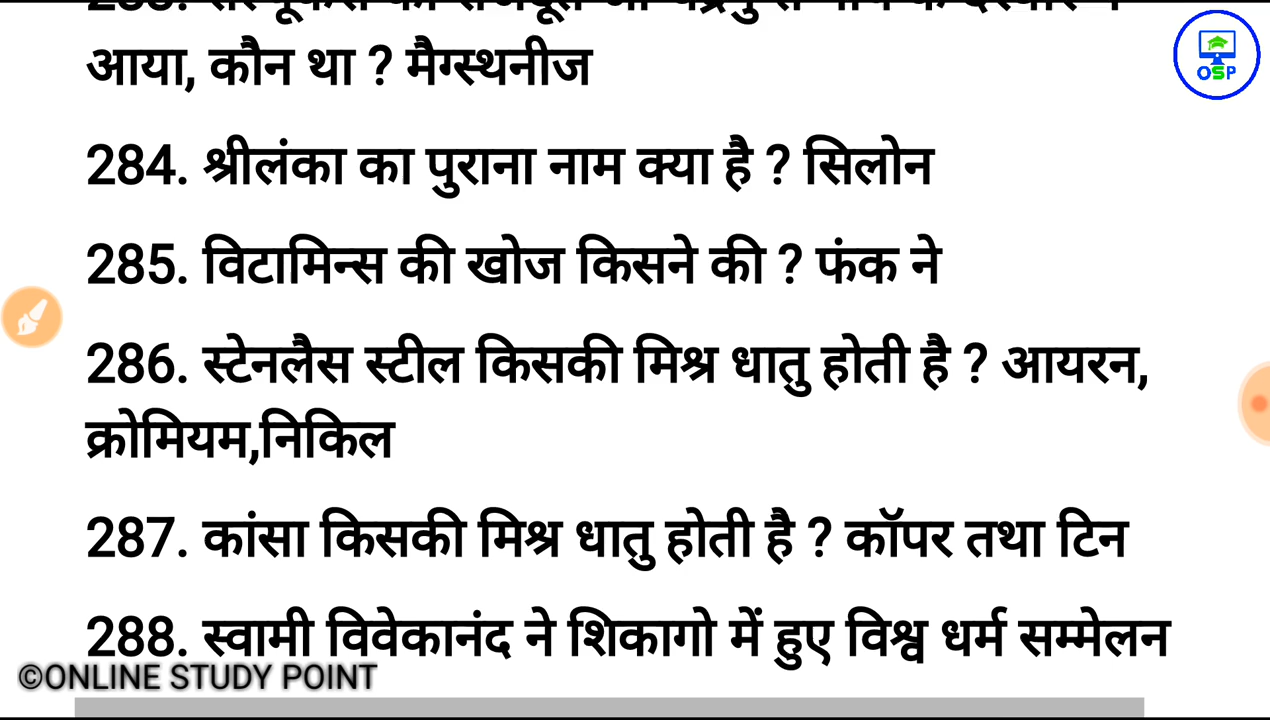 आया, कौन था ? मैग्स्थनीज
OSP
284. श्रीलंका का पुराना नाम क्या है ? सिलोन
285. विटामिन्स की खोज किसने की ? फंक ने
286. स्टेनलैस स्टील किसकी मिश्र धातु होती है ? आयरन,
क्रोमियम,निकिल
287. कांसा किसकी मिश्र धातु होती है ? कॉपर तथा टिन
288. स्वामी विवेकानंद ने शिकागो में हुए विश्व धर्म सम्मेलन
©ONLINE STUDY POINT